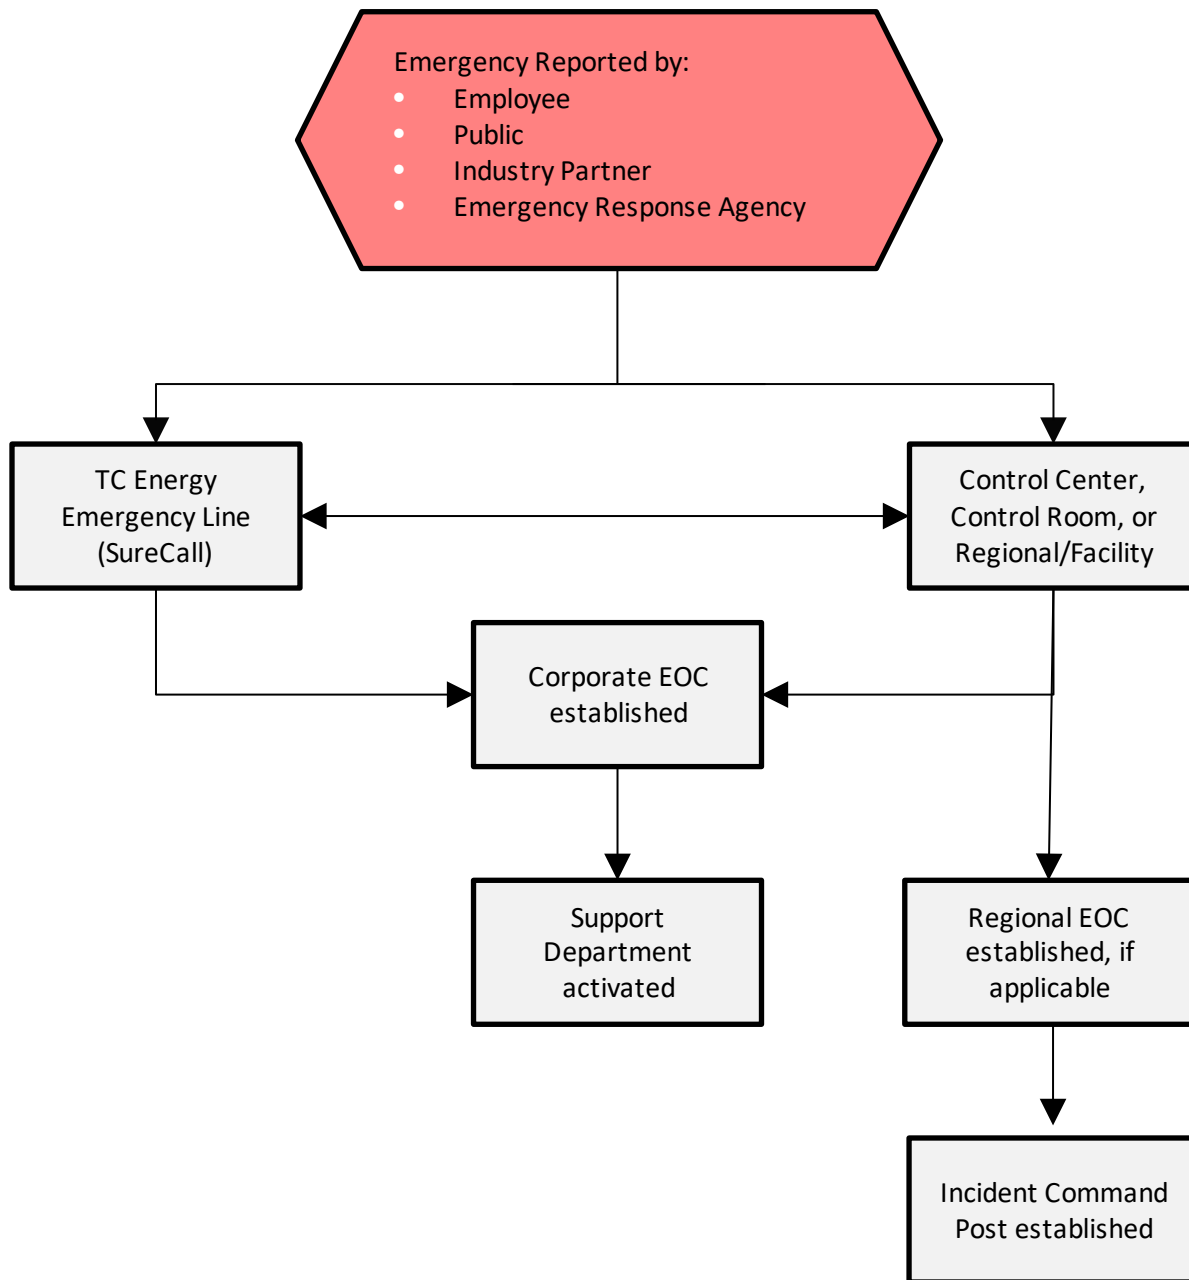 Emergency Reported by:
• Employee
• Public
• Industry Partner
• Emergency Response Agency
TC Energy
Emergency Line
(SureCall)
Control Center,
Control Room, or
Regional/Facility
Corporate EOC
established
Support
Department
activated
Regional EOC
established, if
applicable
Incident Command
Post established